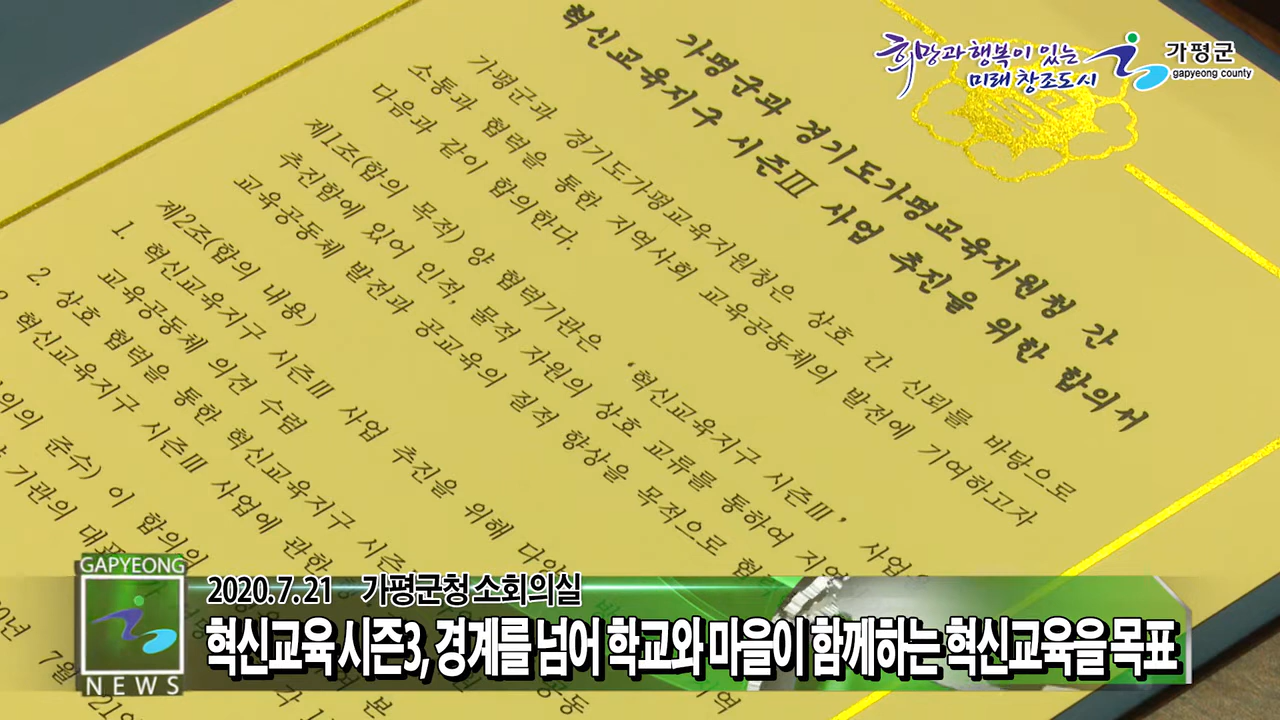 희망과 행복이 있는
미래 창조도시
가평군
gapyeong county
가평군과 경기도가평교육지원청 간
혁신교육지구 시즌Ⅲ 사업 추진을 위한 합의서
가평군과 경기도가평교육지원청은 상호 간 신뢰를 바탕으로
소통과 협력을 통한 지역사회 교육공동체의 발전에 기여하고자
다음과 같이 합의한다.
제1조(합의 목적) 양 협력기관은 '혁신교육지구 시즌Ⅲ' 사업
추진함에 있어 인적, 물적 자원의 상호 교류를 통하여
교육공동체 발전과 공교육의 질적 향상을 목적으로
제2조(합의 내용)
1. 혁신교육지구 시즌Ⅲ 사업 추진을 위해
교육공동체 의견 수렴
2. 상호 협력을 통한 혁신교육지구
혁신교육지구 시즌Ⅲ 사업에 관한
준수) 이 합의의
기관의
7월
GAPYEONG
NEWS
2020.7.21 가평군청 소회의실
혁신교육 시즌3, 경계를 넘어 학교와 마을이 함께하는 혁신교육을 목표